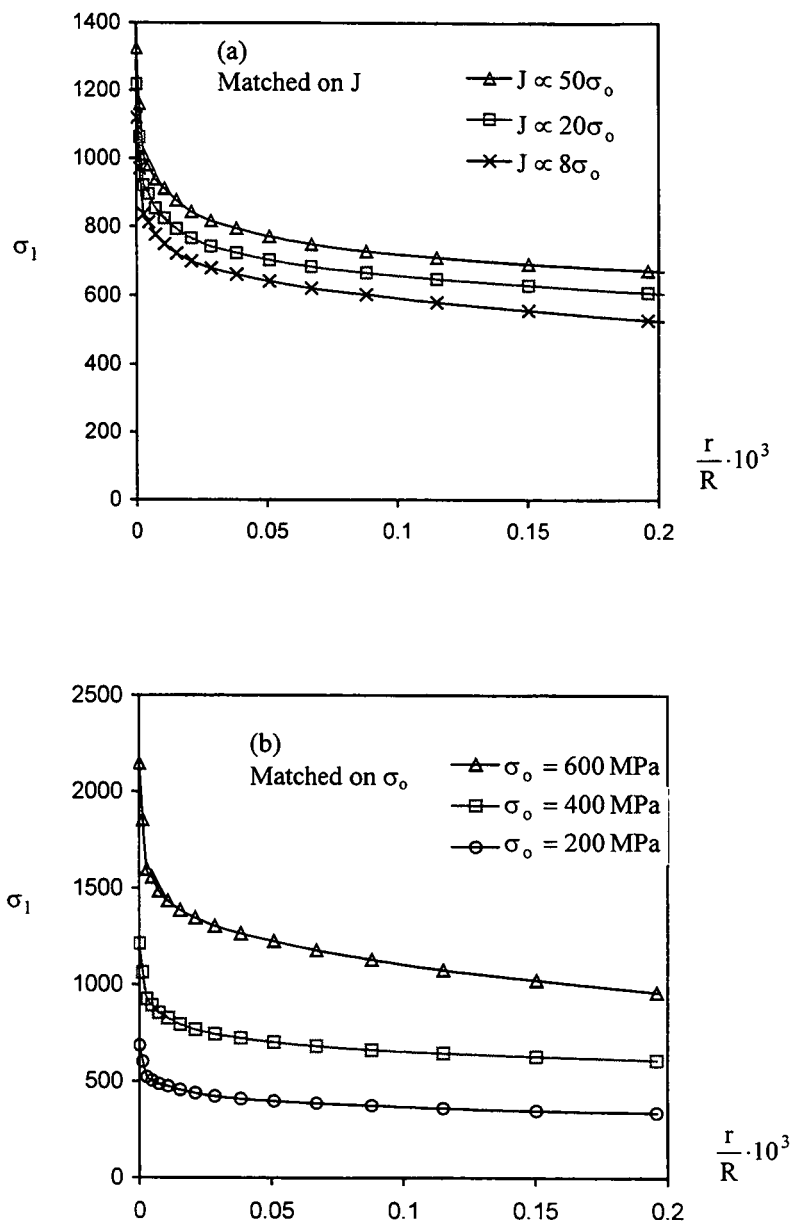 (a)
Matched on J
J ∝ 50σₒ
J ∝ 20σₒ
J ∝ 8σₒ
1400
1200
1000
800
600
400
200
0
σ₁
0 0.05 0.1 0.15 0.2
r/R · 10³
(b)
Matched on σₒ
σₒ = 600 MPa
σₒ = 400 MPa
σₒ = 200 MPa
2500
2000
1500
1000
500
0
σ₁
0 0.05 0.1 0.15 0.2
r/R · 10³